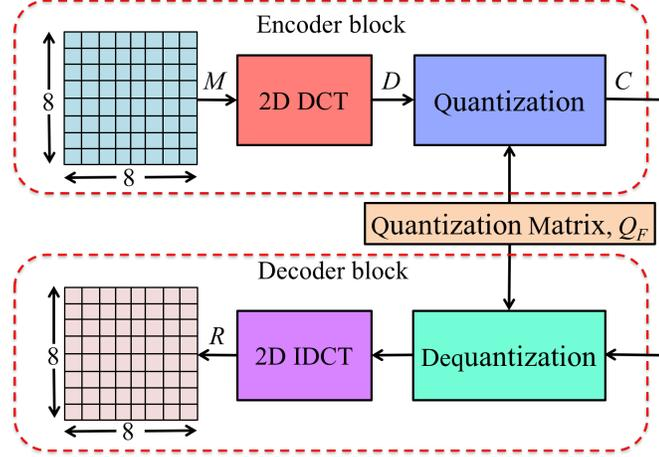 Encoder block
8
M
2D DCT
D
Quantization
C
8
Quantization Matrix, Q_F
Decoder block
8
R
2D IDCT
Dequantization
8